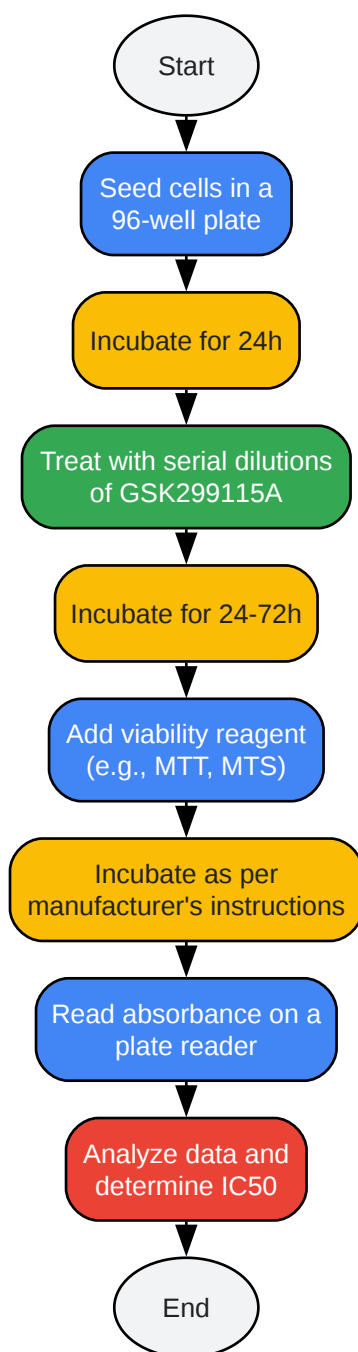 Start
Seed cells in a
96-well plate
Incubate for 24h
Treat with serial dilutions
of GSK299115A
Incubate for 24-72h
Add viability reagent
(e.g., MTT, MTS)
Incubate as per
manufacturer's instructions
Read absorbance on a
plate reader
Analyze data and
determine IC50
End